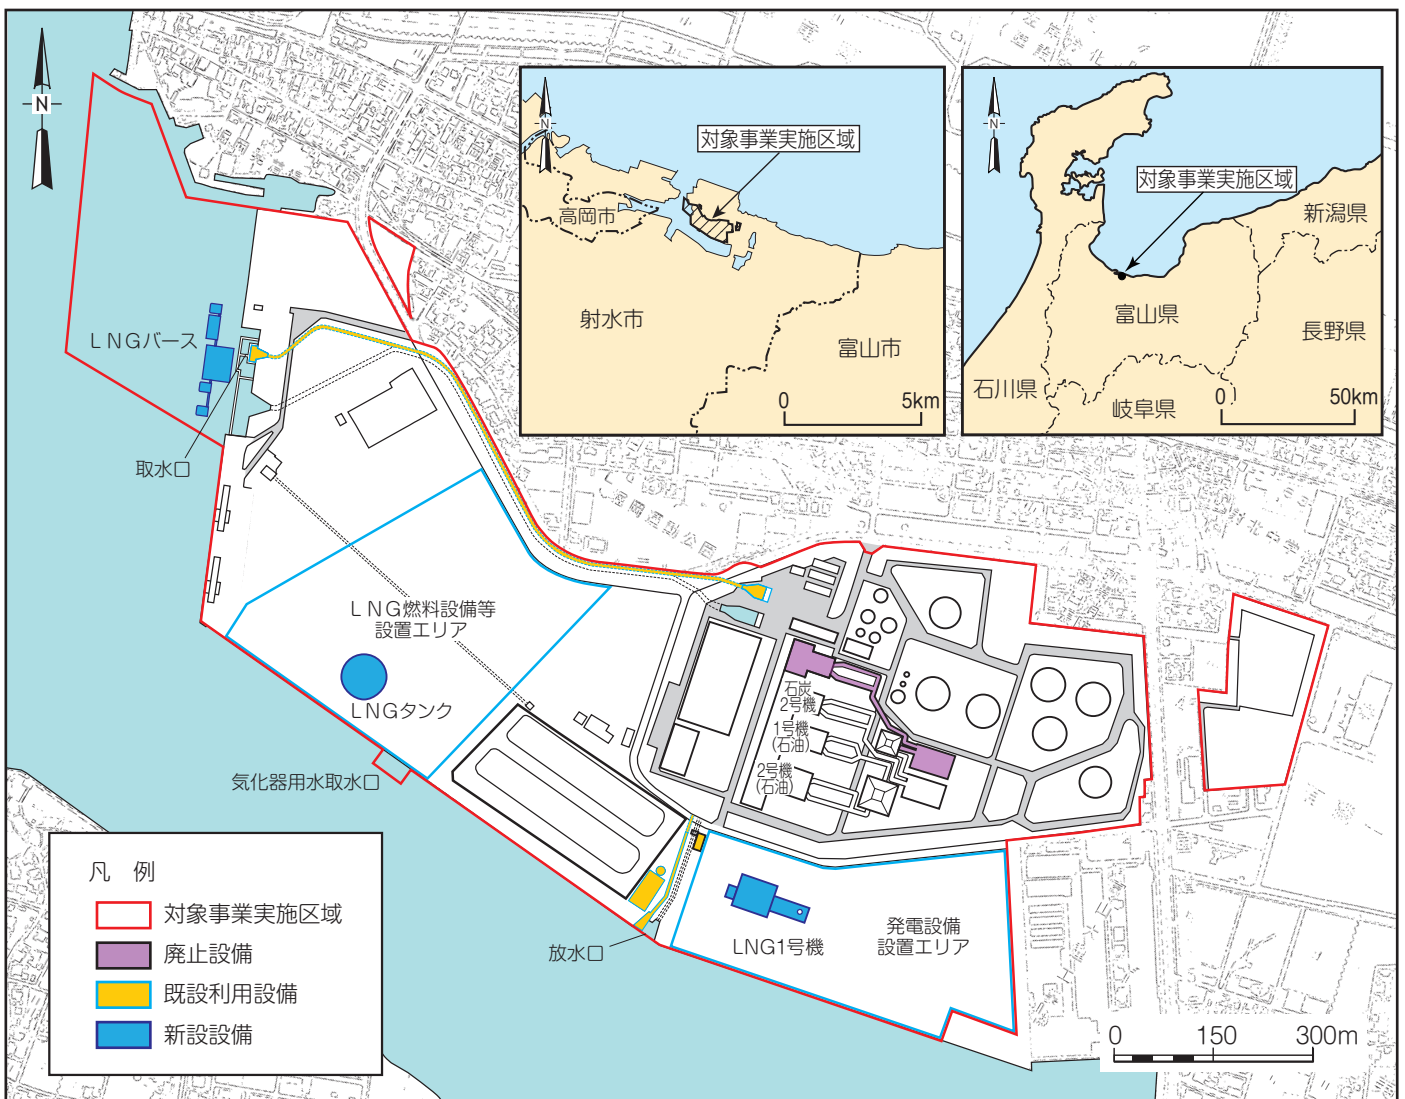 N
対象事業実施区域
高岡市
射水市
富山市
0
5km
N
対象事業実施区域
新潟県
富山県
長野県
石川県
岐阜県
0
50km
N
LNGバース
取水口
LNG燃料設備等
設置エリア
LNGタンク
気化器用水取水口
石炭
2号機
1号機
(石油)
2号機
(石油)
放水口
LNG1号機
発電設備
設置エリア
凡 例
対象事業実施区域
廃止設備
既設利用設備
新設設備
0
150
300m